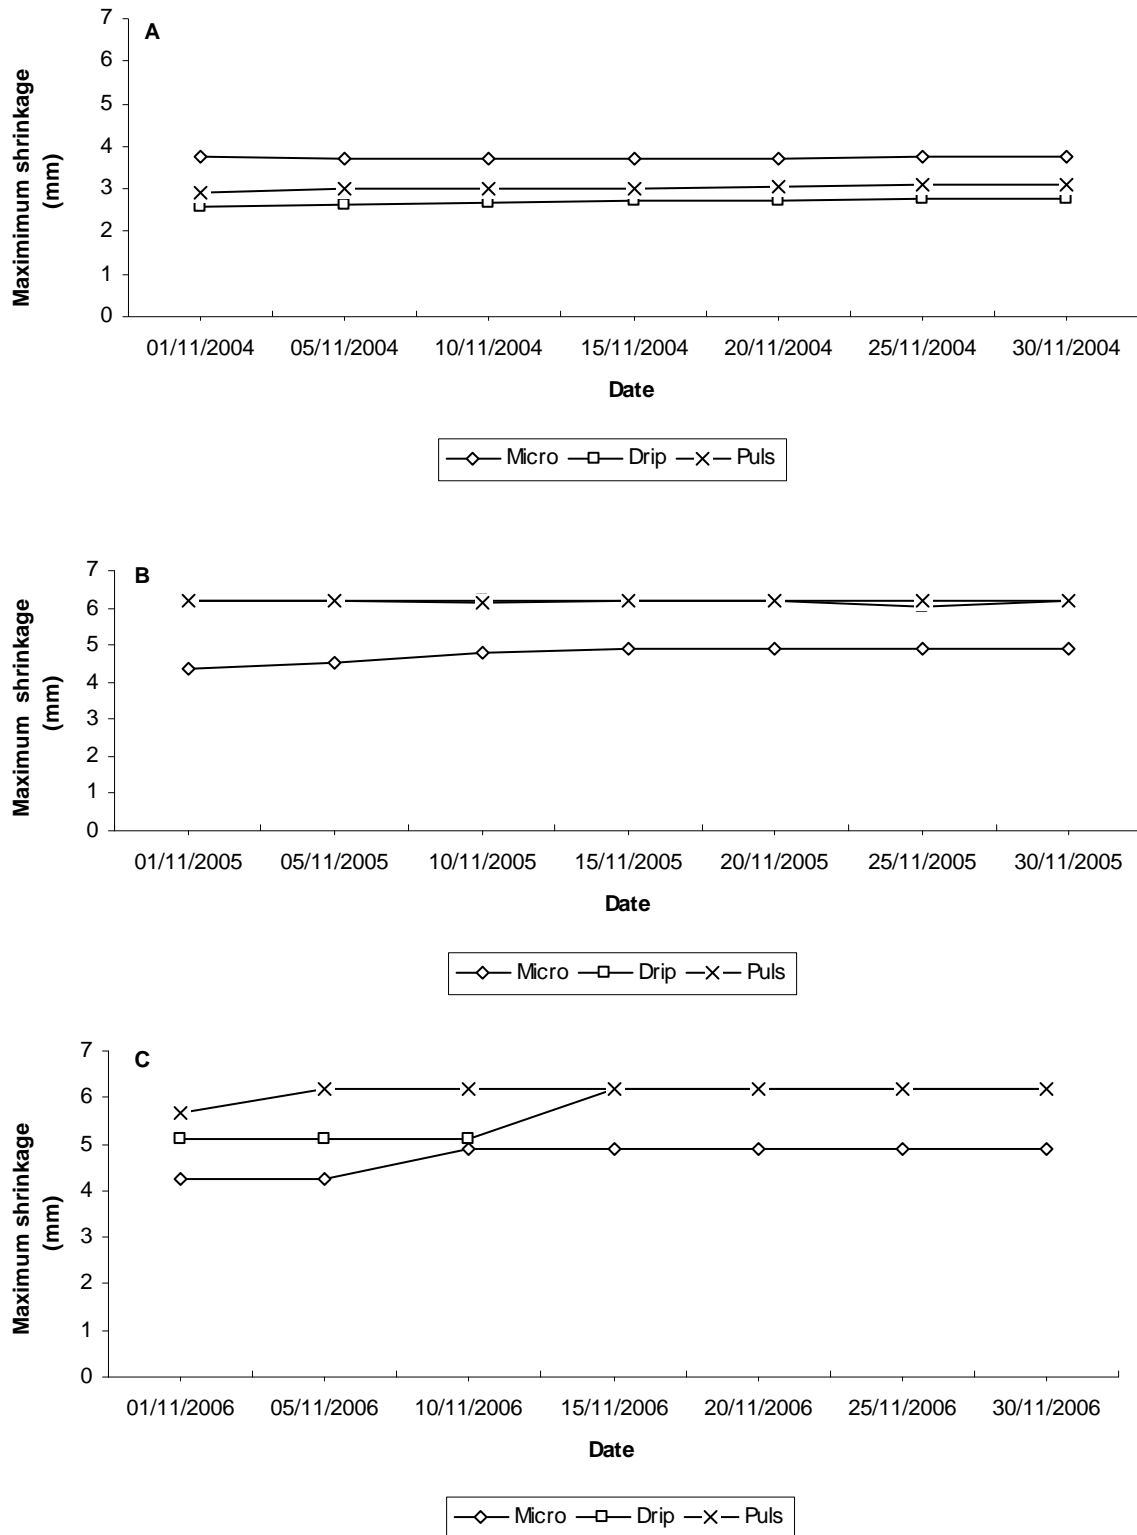 A
7
6
5
4
3
2
1
0
Maximimum shrinkage
(mm)
01/11/2004 05/11/2004 10/11/2004 15/11/2004 20/11/2004 25/11/2004 30/11/2004
Date
Micro Drip Puls
B
7
6
5
4
3
2
1
0
Maximum shrinkage
(mm)
01/11/2005 05/11/2005 10/11/2005 15/11/2005 20/11/2005 25/11/2005 30/11/2005
Date
Micro Drip Puls
C
7
6
5
4
3
2
1
0
Maximum shrinkage
(mm)
01/11/2006 05/11/2006 10/11/2006 15/11/2006 20/11/2006 25/11/2006 30/11/2006
Date
Micro Drip Puls